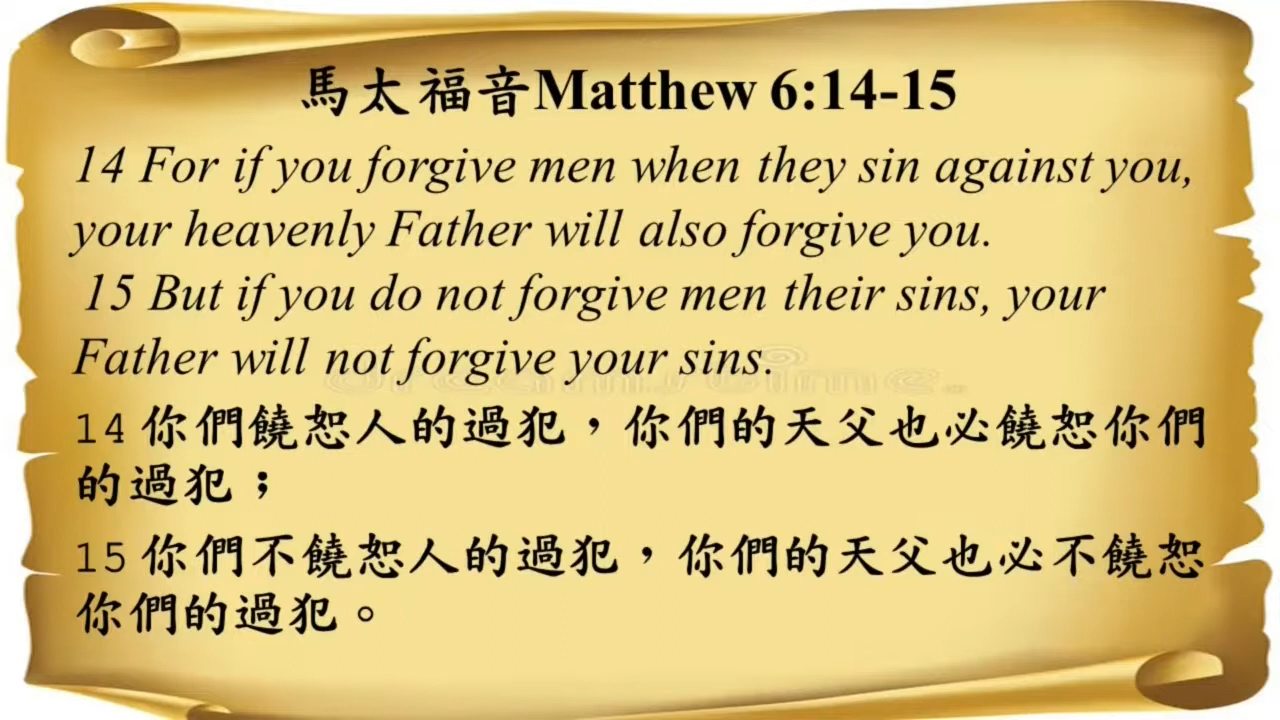 馬太福音Matthew 6:14-15
14 For if you forgive men when they sin against you,
your heavenly Father will also forgive you.
15 But if you do not forgive men their sins, your
Father will not forgive your sins.
14 你們饒恕人的過犯，你們的天父也必饒恕你們
的過犯；
15 你們不饒恕人的過犯，你們的天父也必不饒恕
你們的過犯。